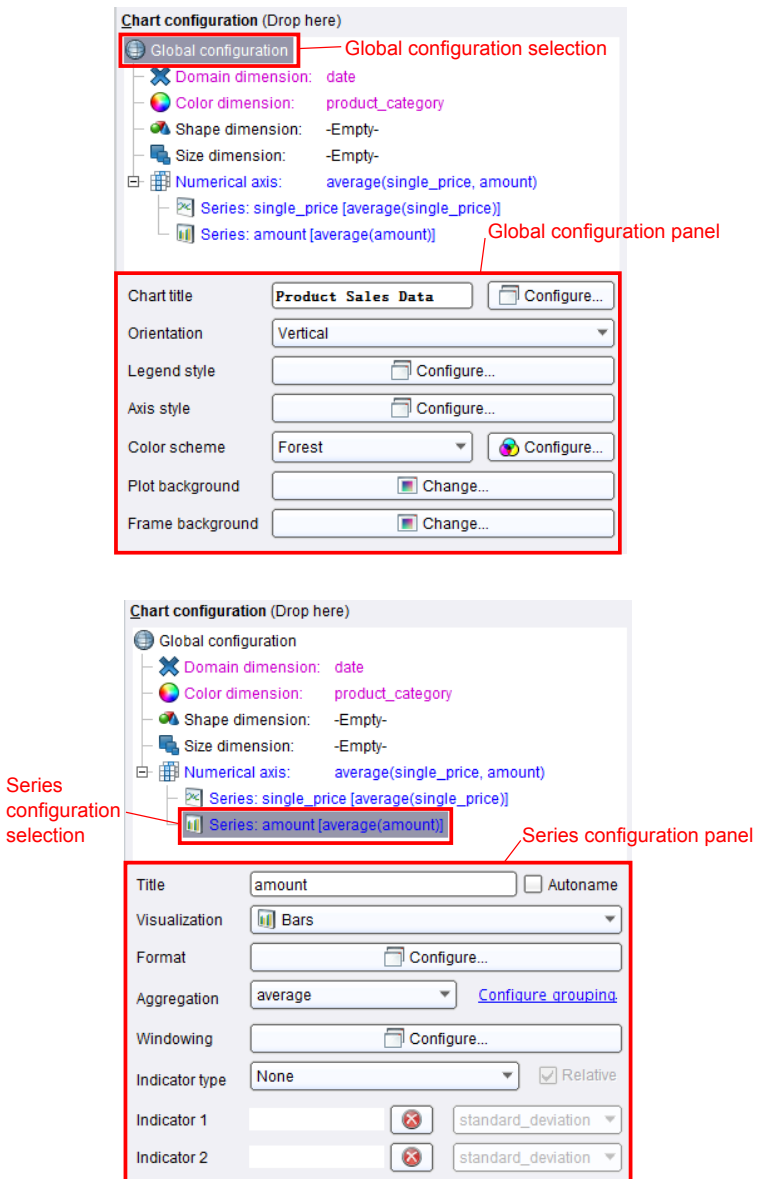 Chart configuration (Drop here)
Global configuration
Global configuration selection
Domain dimension: date
Color dimension: product_category
Shape dimension: -Empty-
Size dimension: -Empty-
Numerical axis: average(single_price, amount)
Series: single_price [average(single_price)]
Series: amount [average(amount)]
Global configuration panel
Chart title Product Sales Data Configure...
Orientation Vertical
Legend style Configure...
Axis style Configure...
Color scheme Forest Configure...
Plot background Change...
Frame background Change...
Chart configuration (Drop here)
Global configuration
Domain dimension: date
Color dimension: product_category
Shape dimension: -Empty-
Size dimension: -Empty-
Numerical axis: average(single_price, amount)
Series: single_price [average(single_price)]
Series: amount [average(amount)]
Series
configuration
selection
Series configuration panel
Title amount Autoname
Visualization Bars
Format Configure...
Aggregation average Configure grouping.
Windowing Configure...
Indicator type None Relative
Indicator 1 standard_deviation
Indicator 2 standard_deviation